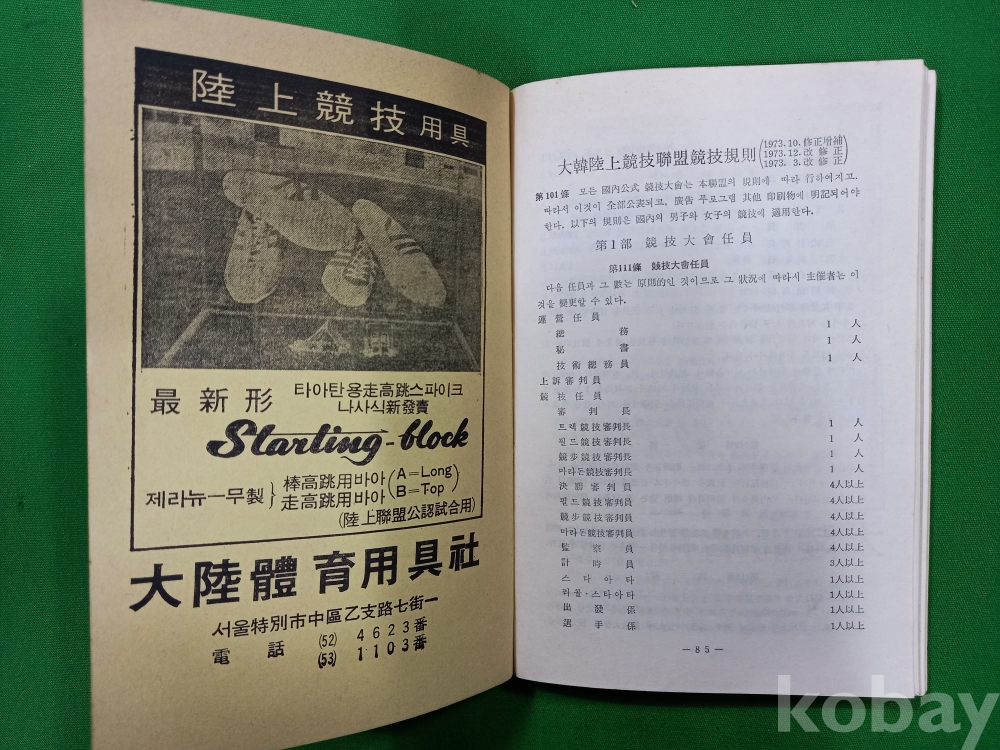 陸上競技用具
最新形
타아탄용走高跳스파이크
나사식新發賣
Starting-block
제라뉴一무製
棒高跳用바아(A=Long)
走高跳用바아(B=Top)
(陸上聯盟公認試合用)
大陸體育用具社
서울特別市中區乙支路七街一
電話 (52) 4623番
(53) 1103番
大韓陸上競技聯盟競技規則
(1973.10.修正增補
1973.12.改修正
1973. 3.改修正)
第101條 모든 國內公式 競技大會는 本聯盟의 規則에 따라 行하여지고,
따라서 이것이 全部公表되고, 廣告 푸로그램 其他 印刷物에 明記되어야
한다. 以下의 規則은 國內의 男子와 女子의 競技에 適用한다.
第1部 競技大會任員
第111條 競技大會任員
다음 任員과 그 數는 原則的인 것이므로 그 狀況에 따라서 主催者는 이
것을 變更할 수 있다.
運營任員
總務 1人
秘書 1人
技術總務員 1人
上訴審判員
競技任員
審判長
트랙競技審判長 1人
필드競技審判長 1人
競步競技審判長 1人
마라톤競技審判長 1人
決勝審判員 4人以上
필드競技審判員 4人以上
競步競技審判員 4人以上
마라톤競技審判員 4人以上
監察員 4人以上
計時員 3人以上
스타아타 1人以上
뤼콜·스타아타 1人以上
出發係 1人以上
選手係 1人以上
—85—
kobay